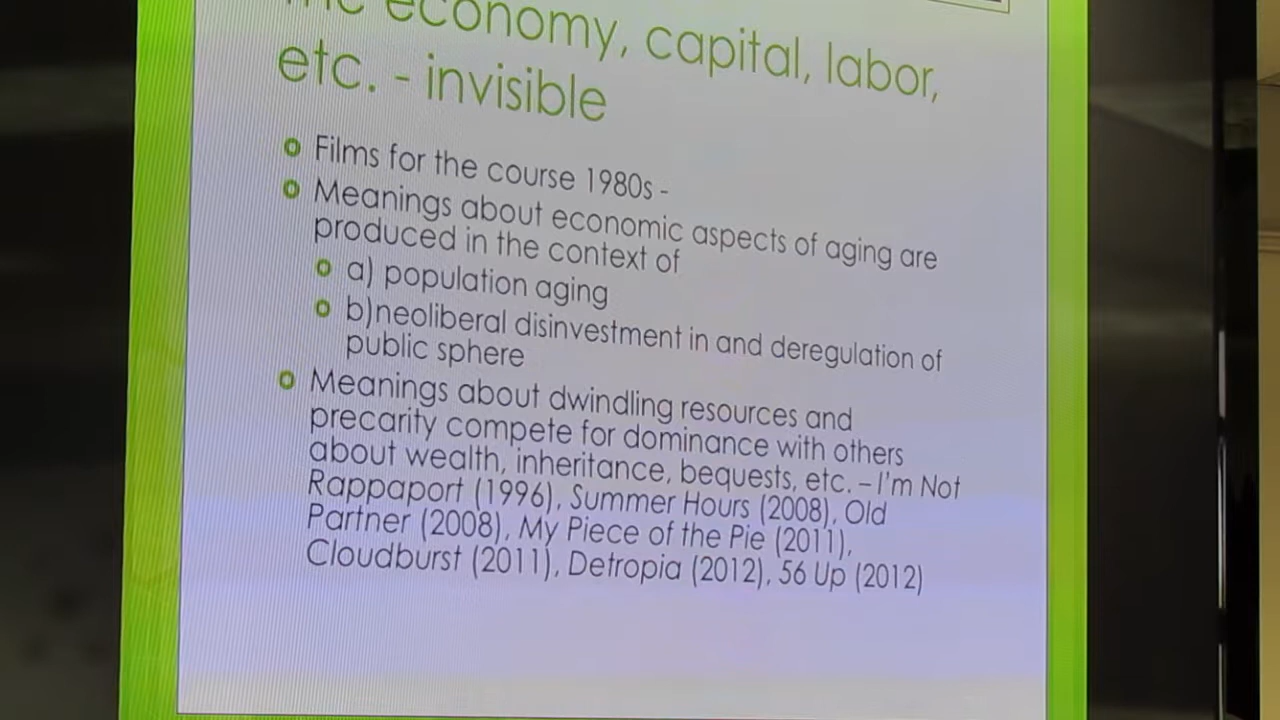 The economy, capital, labor,
etc. - invisible
Films for the course 1980s -
Meanings about economic aspects of aging are
produced in the context of
a) population aging
b)neoliberal disinvestment in and deregulation of
public sphere
Meanings about dwindling resources and
precarity compete for dominance with others
about wealth, inheritance, bequests, etc. – I'm Not
Rappaport (1996), Summer Hours (2008), Old
Partner (2008), My Piece of the Pie (2011),
Cloudburst (2011), Detropia (2012), 56 Up (2012)